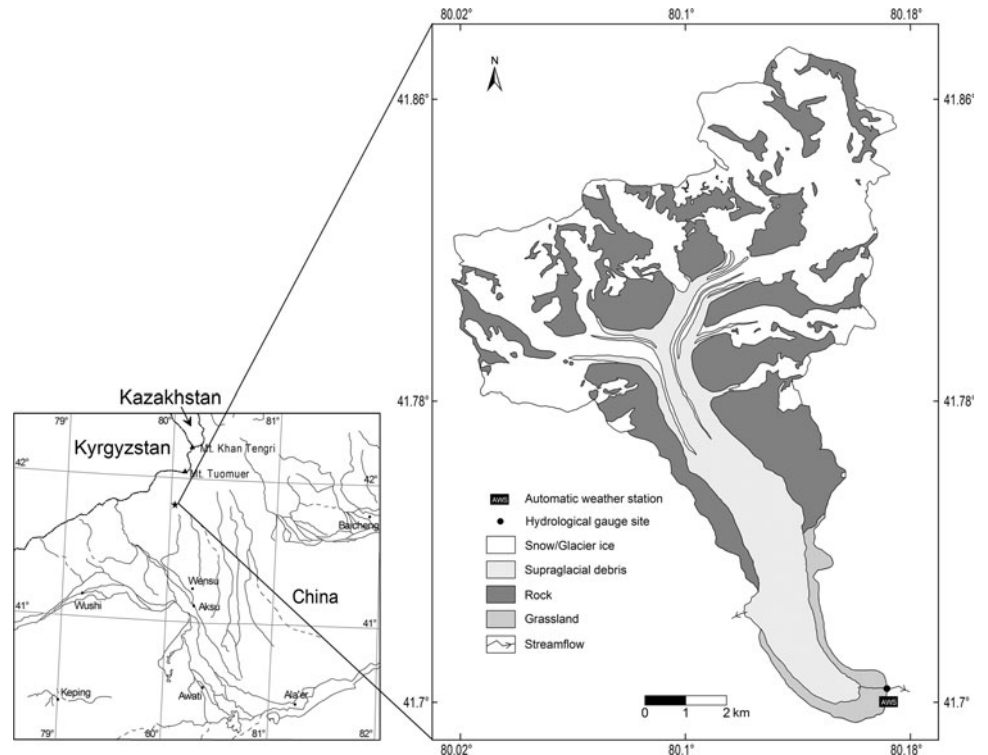 80.02°
80.1°
80.18°
N
41.86°
41.86°
41.78°
41.78°
Kazakhstan
79°
80°
81°
Kyrgyzstan
Mt. Khan Tengri
42°
Mt. Tuomuer
42°
Baicheng
Wensu
China
41°
Wushi
Aksu
41°
Keping
Awati
Ala'er
79°
80°
81°
82°
AWS Automatic weather station
Hydrological gauge site
Snow/Glacier ice
Supraglacial debris
Rock
Grassland
Streamflow
41.7°
41.7°
AWS
0 1 2 km
80.02°
80.1°
80.18°